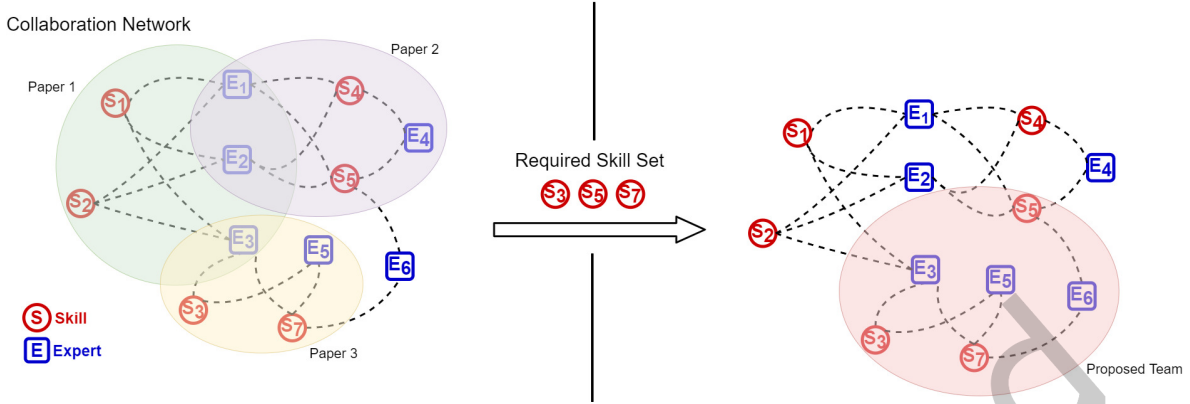 Collaboration Network
Paper 1
Paper 2
S1
E1
S4
E4
E2
S5
S2
E3
E5
E6
S3
S7
Paper 3
S Skill
E Expert
Required Skill Set
S3 S5 S7
S1
E1
S4
E2
E4
S5
S2
E3
E5
E6
S3
S7
Proposed Team